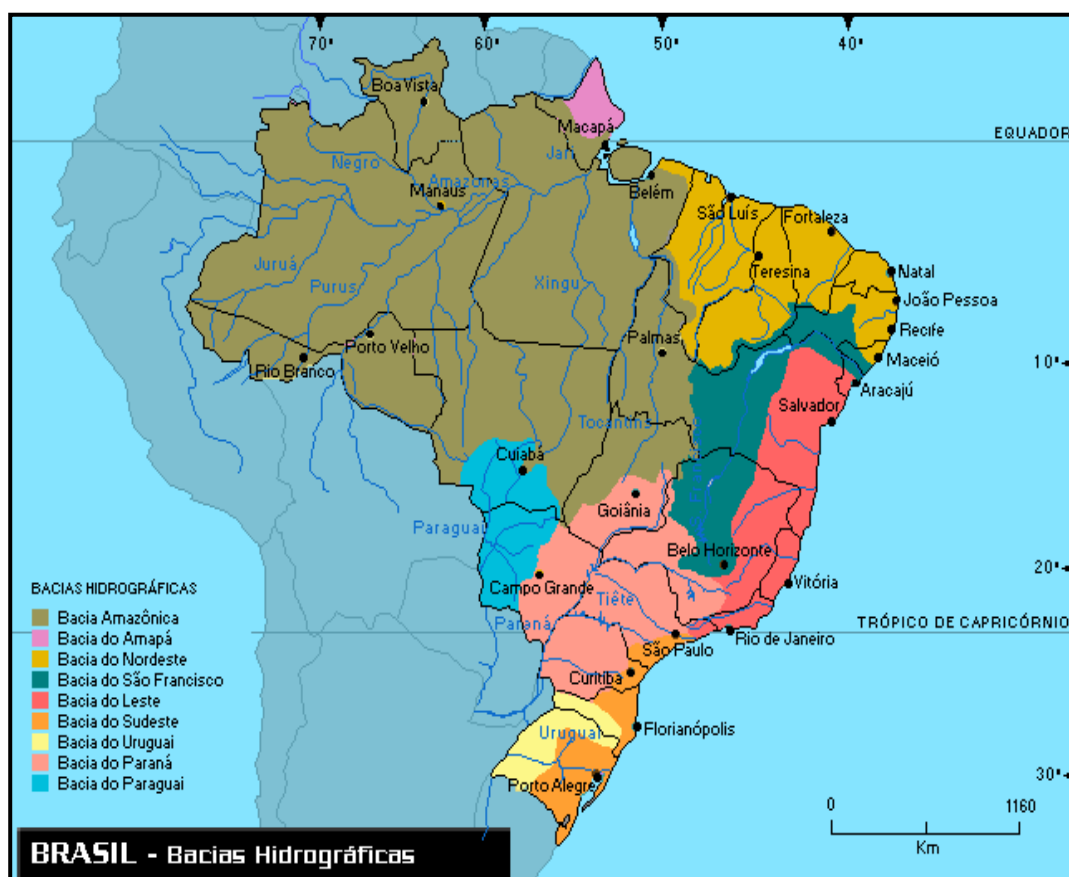 70° 60° 50° 40°
Boa Vista
Macapá
EQUADOR
Negro
Jari
Amazonas
Manaus
Belém
São Luís
Fortaleza
Juruá
Purus
Xingu
Teresina
Natal
João Pessoa
Recife
Palmas
Porto Velho
Rio Branco
Maceió
10°
Aracajú
Salvador
Tocantins
Cuiabá
Goiânia
Paraguai
Belo Horizonte
20°
Campo Grande
Tiête
Vitória
Paraná
TRÓPICO DE CAPRICÓRNIO
Rio de Janeiro
São Paulo
Curitiba
Florianópolis
Uruguai
30°
Porto Alegre
BACIAS HIDROGRÁFICAS
Bacia Amazônica
Bacia do Amapá
Bacia do Nordeste
Bacia do São Francisco
Bacia do Leste
Bacia do Sudeste
Bacia do Uruguai
Bacia do Paraná
Bacia do Paraguai
0 1160
Km
BRASIL - Bacias Hidrográficas